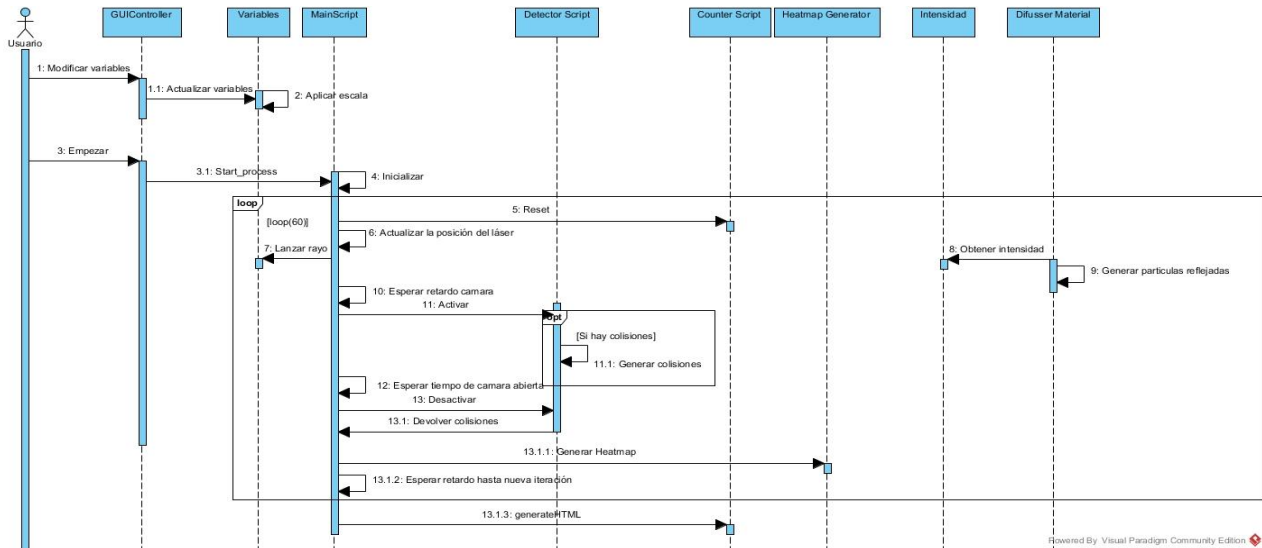 Usuario
GUIController
Variables
MainScript
Detector Script
Counter Script
Heatmap Generator
Intensidad
Difusser Material
1: Modificar variables
1.1: Actualizar variables
2: Aplicar escala
3: Empezar
3.1: Start_process
4: Inicializar
loop
[loop(60)]
5: Reset
6: Actualizar la posición del láser
7: Lanzar rayo
8: Obtener intensidad
9: Generar particulas reflejadas
10: Esperar retardo camara
11: Activar
opt
[Si hay colisiones]
11.1: Generar colisiones
12: Esperar tiempo de camara abierta
13: Desactivar
13.1: Devolver colisiones
13.1.1: Generar Heatmap
13.1.2: Esperar retardo hasta nueva iteración
13.1.3: generateHTML
Powered By Visual Paradigm Community Edition